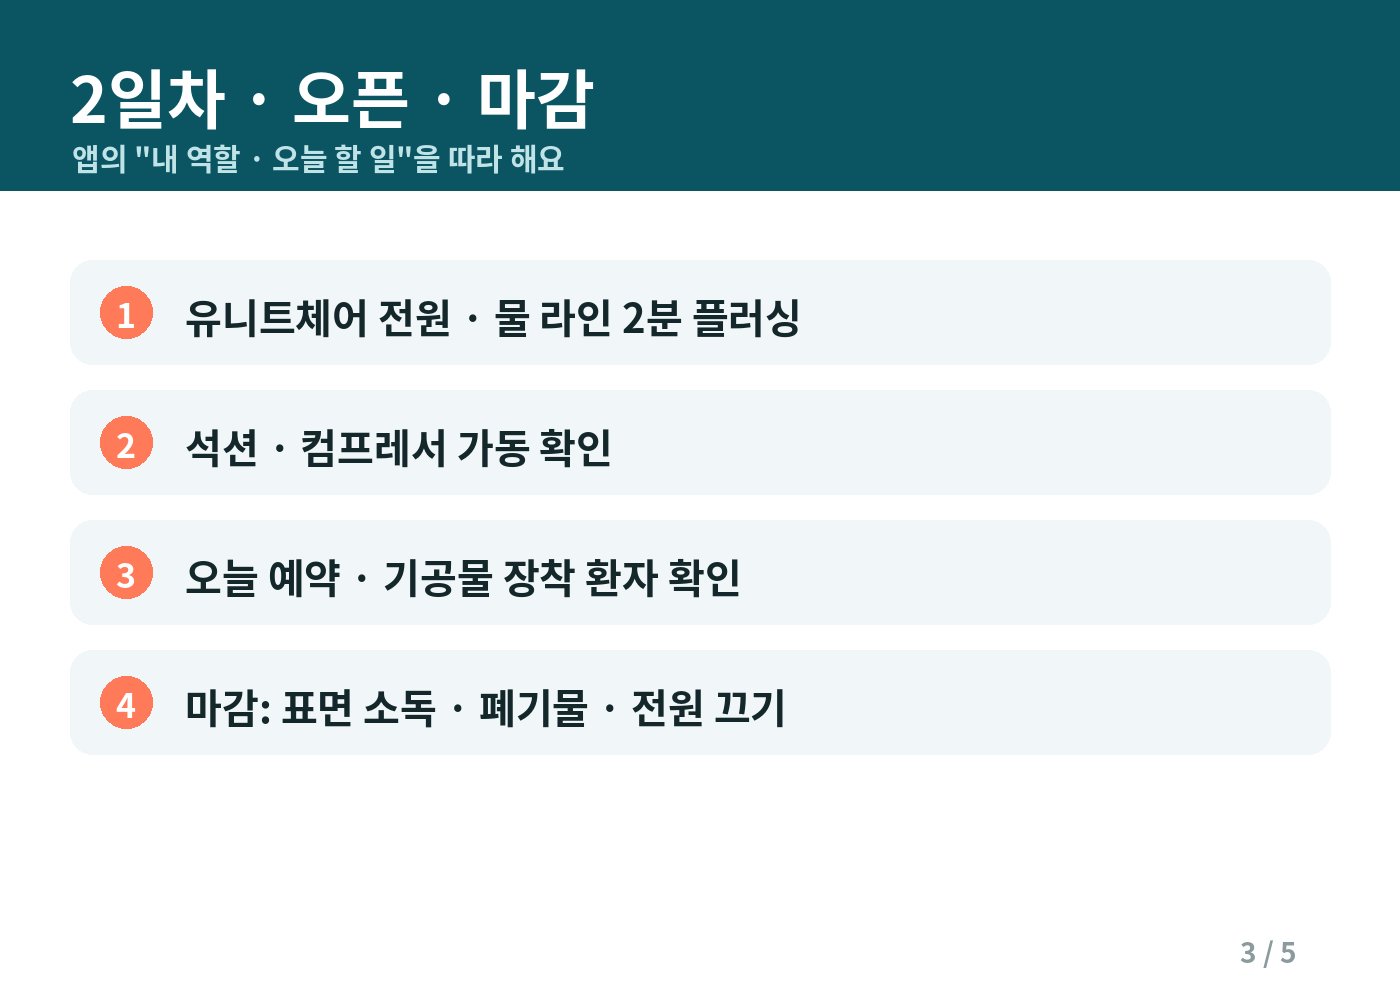 2일차 · 오픈 · 마감
앱의 "내 역할 · 오늘 할 일"을 따라 해요
1 유니트체어 전원 · 물 라인 2분 플러싱
2 석션 · 컴프레서 가동 확인
3 오늘 예약 · 기공물 장착 환자 확인
4 마감: 표면 소독 · 폐기물 · 전원 끄기
3 / 5